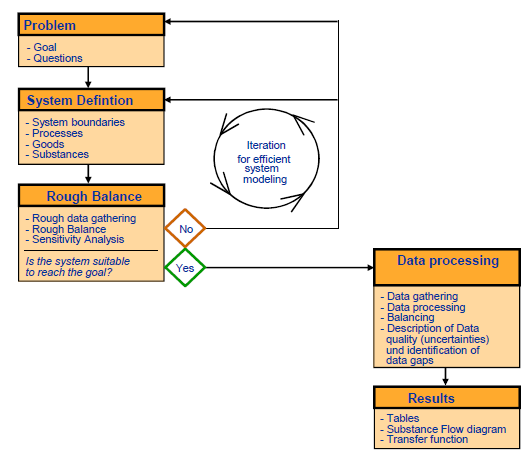 Problem
- Goal
- Questions
System Defintion
- System boundaries
- Processes
- Goods
- Substances
Iteration
for efficient
system
modeling
Rough Balance
- Rough data gathering
- Rough Balance
- Sensitivity Analysis
Is the system suitable
to reach the goal?
No
Yes
Data processing
- Data gathering
- Data processing
- Balancing
- Description of Data
quality (uncertainties)
und identification of
data gaps
Results
- Tables
- Substance Flow diagram
- Transfer function